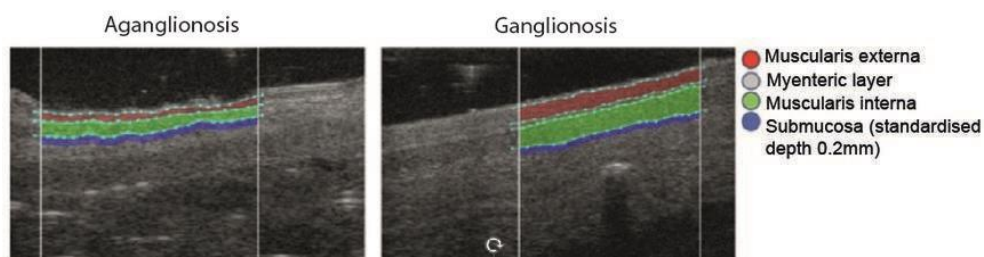 Aganglionosis
Ganglionosis
Muscularis externa
Myenteric layer
Muscularis interna
Submucosa (standardised
depth 0.2mm)